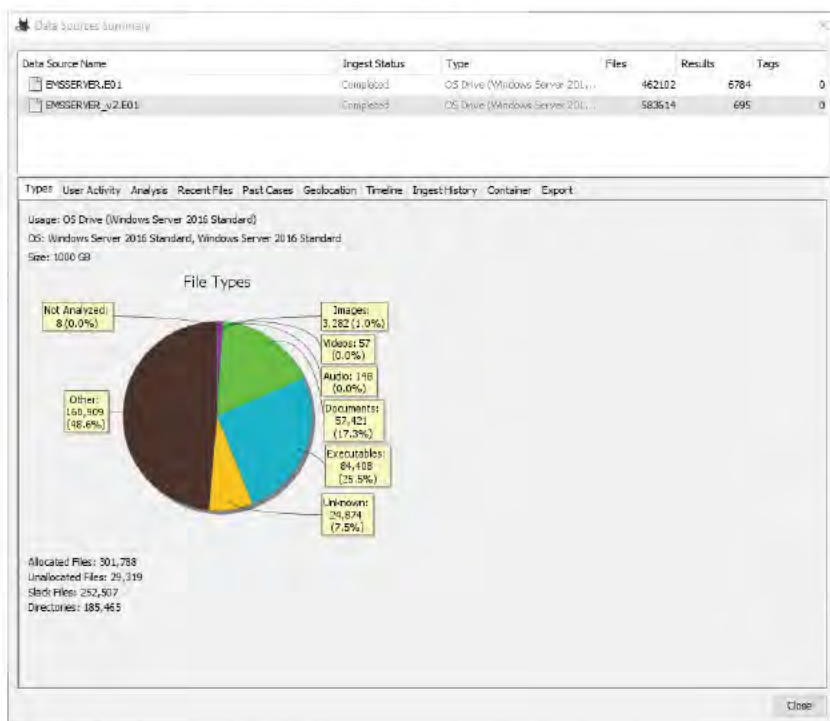 Data Sources Summary
Data Source Name Ingest Status Type Files Results Tags
EMSSERVER.E01 Completed OS Drive (Windows Server 201... 462102 6784 0
EMSSERVER_v2.E01 Completed OS Drive (Windows Server 201... 583614 695 0
Types User Activity Analysis Recent Files Past Cases Geolocation Timeline Ingest History Container Export
Usage: OS Drive (Windows Server 2016 Standard)
OS: Windows Server 2016 Standard, Windows Server 2016 Standard
Size: 1000 GB
File Types
Not Analyzed:
8 (0.0%)
Images:
3,282 (1.0%)
Videos: 57
(0.0%)
Audio: 148
(0.0%)
Other:
160,909
(48.6%)
Documents:
57,421
(17.3%)
Executables:
84,408
(25.5%)
Unknown:
24,874
(7.5%)
Allocated Files: 301,788
Unallocated Files: 29,319
Slack Files: 252,507
Directories: 185,465
Close